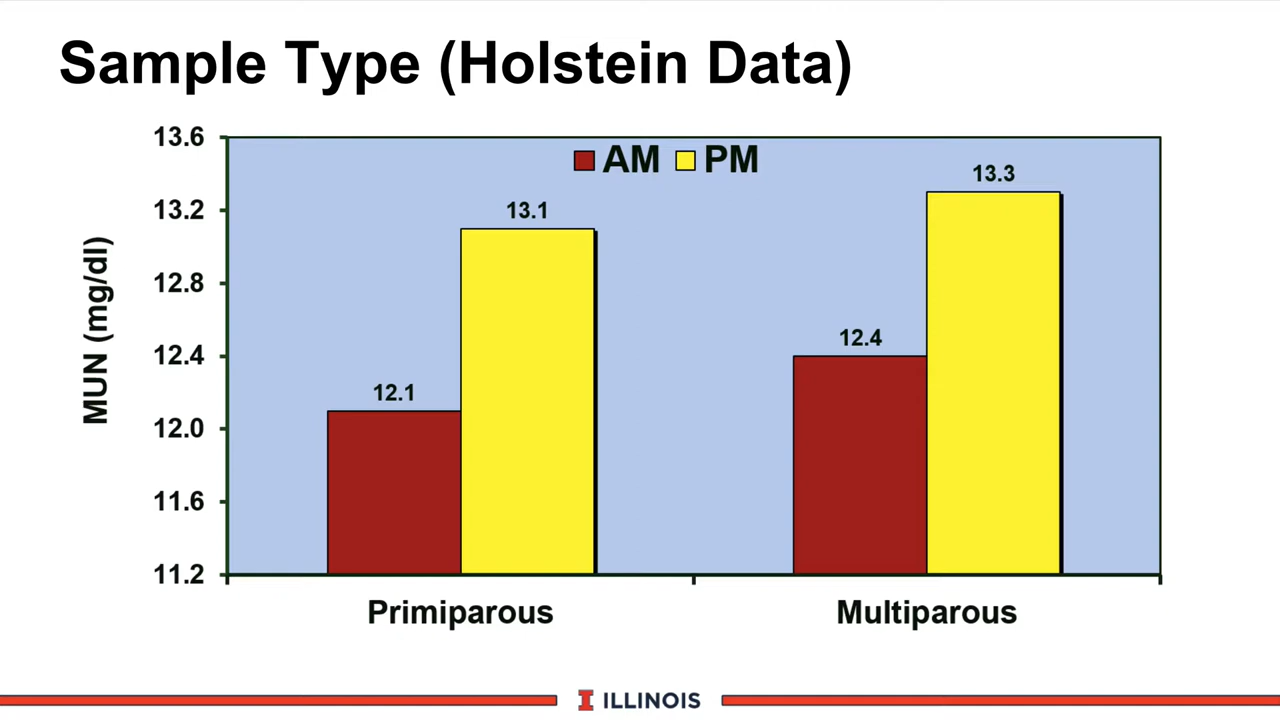 Sample Type (Holstein Data)
AM PM
MUN (mg/dl)
13.6
13.2
12.8
12.4
12.0
11.6
11.2
12.1
13.1
12.4
13.3
Primiparous
Multiparous
I ILLINOIS